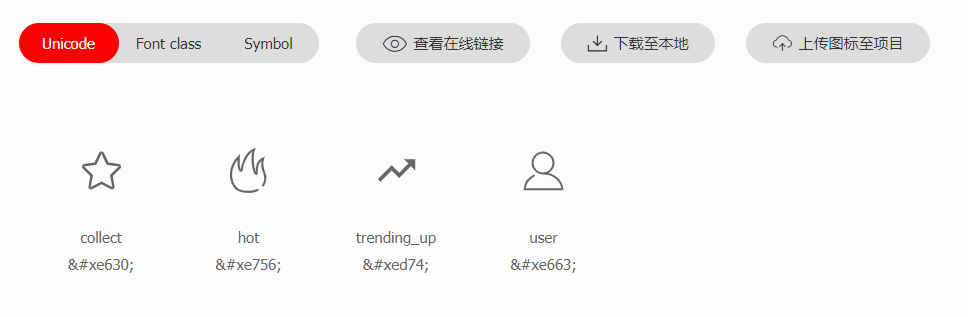 Unicode Font class Symbol 查看在线链接 下载至本地 上传图标至项目
collect hot trending_up user
&#xe630; &#xe756; &#xed74; &#xe663;